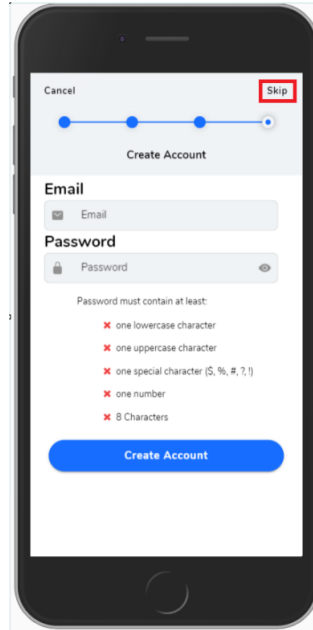 Cancel Skip
Create Account
Email
Email
Password
Password
Password must contain at least:
one lowercase character
one uppercase character
one special character ($, %, #, ?, !)
one number
8 Characters
Create Account